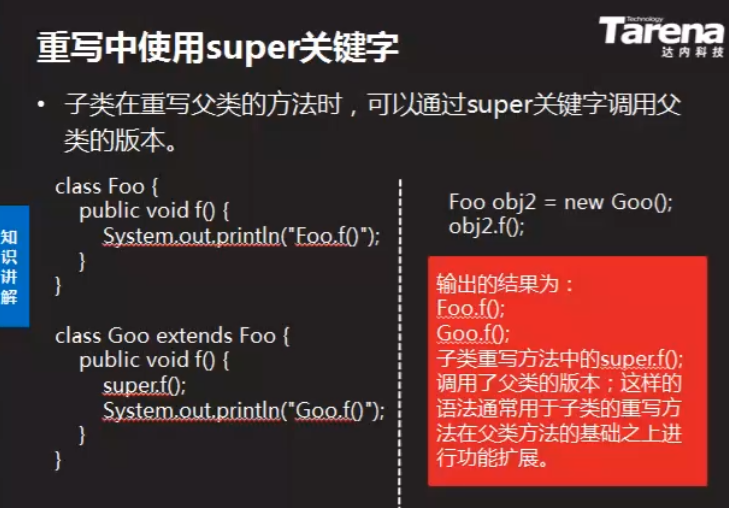 重写中使用super关键字
Technology
Tarena
达内科技
• 子类在重写父类的方法时，可以通过super关键字调用父
类的版本。
知
识
讲
解
class Foo {
public void f() {
System.out.println("Foo.f()");
}
}
class Goo extends Foo {
public void f() {
super.f();
System.out.println("Goo.f()");
}
}
Foo obj2 = new Goo();
obj2.f();
输出的结果为：
Foo.f();
Goo.f();
子类重写方法中的super.f();
调用了父类的版本；这样的
语法通常用于子类的重写方
法在父类方法的基础之上进
行功能扩展。